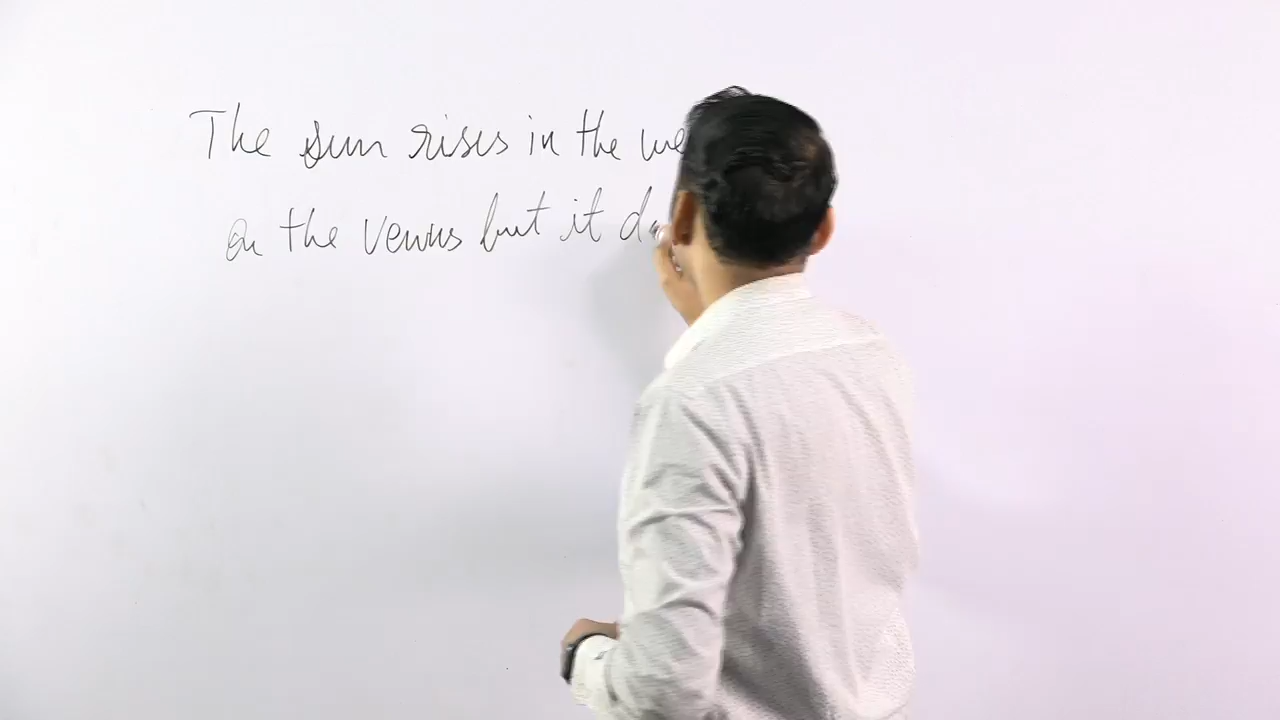 The sun rises in the we
on the Venus but it d